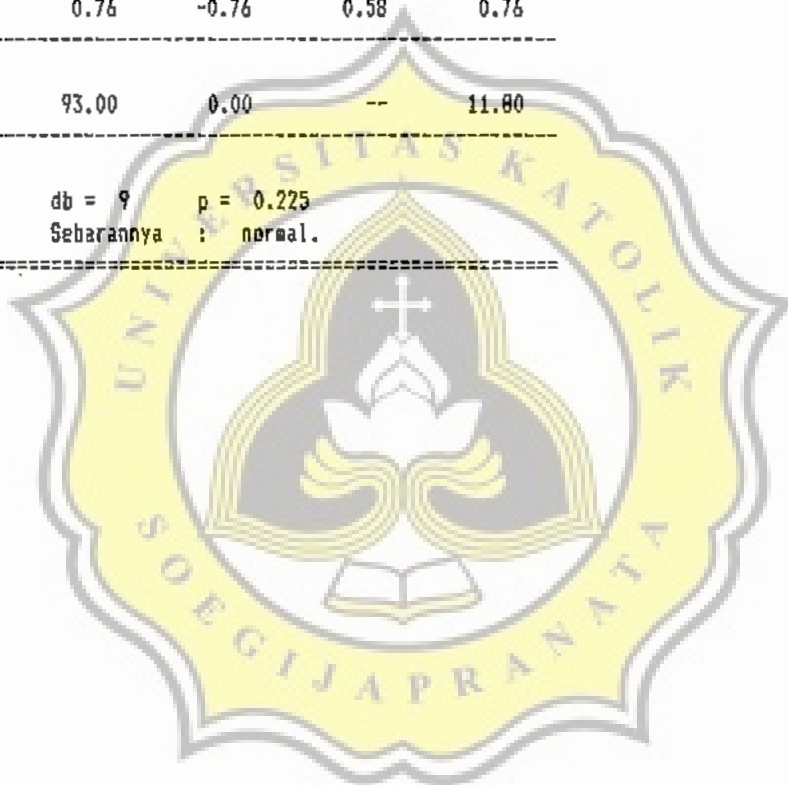 0.76 -0.76 0.58 0.76
93.00 0.00 -- 11.80
db = 9 p = 0.225
Sebarannya : normal.
UNIVERSITAS KATOLIK
SOEGIJAPRANATA